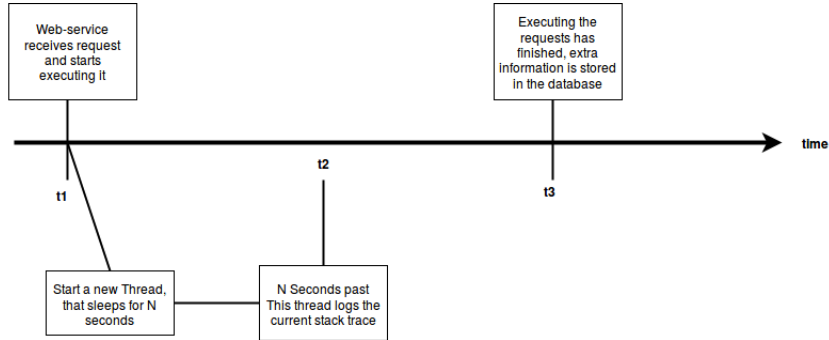 Web-service
receives request
and starts
executing it
Executing the
requests has
finished, extra
information is stored
in the database
time
t1
t2
t3
Start a new Thread,
that sleeps for N
seconds
N Seconds past
This thread logs the
current stack trace